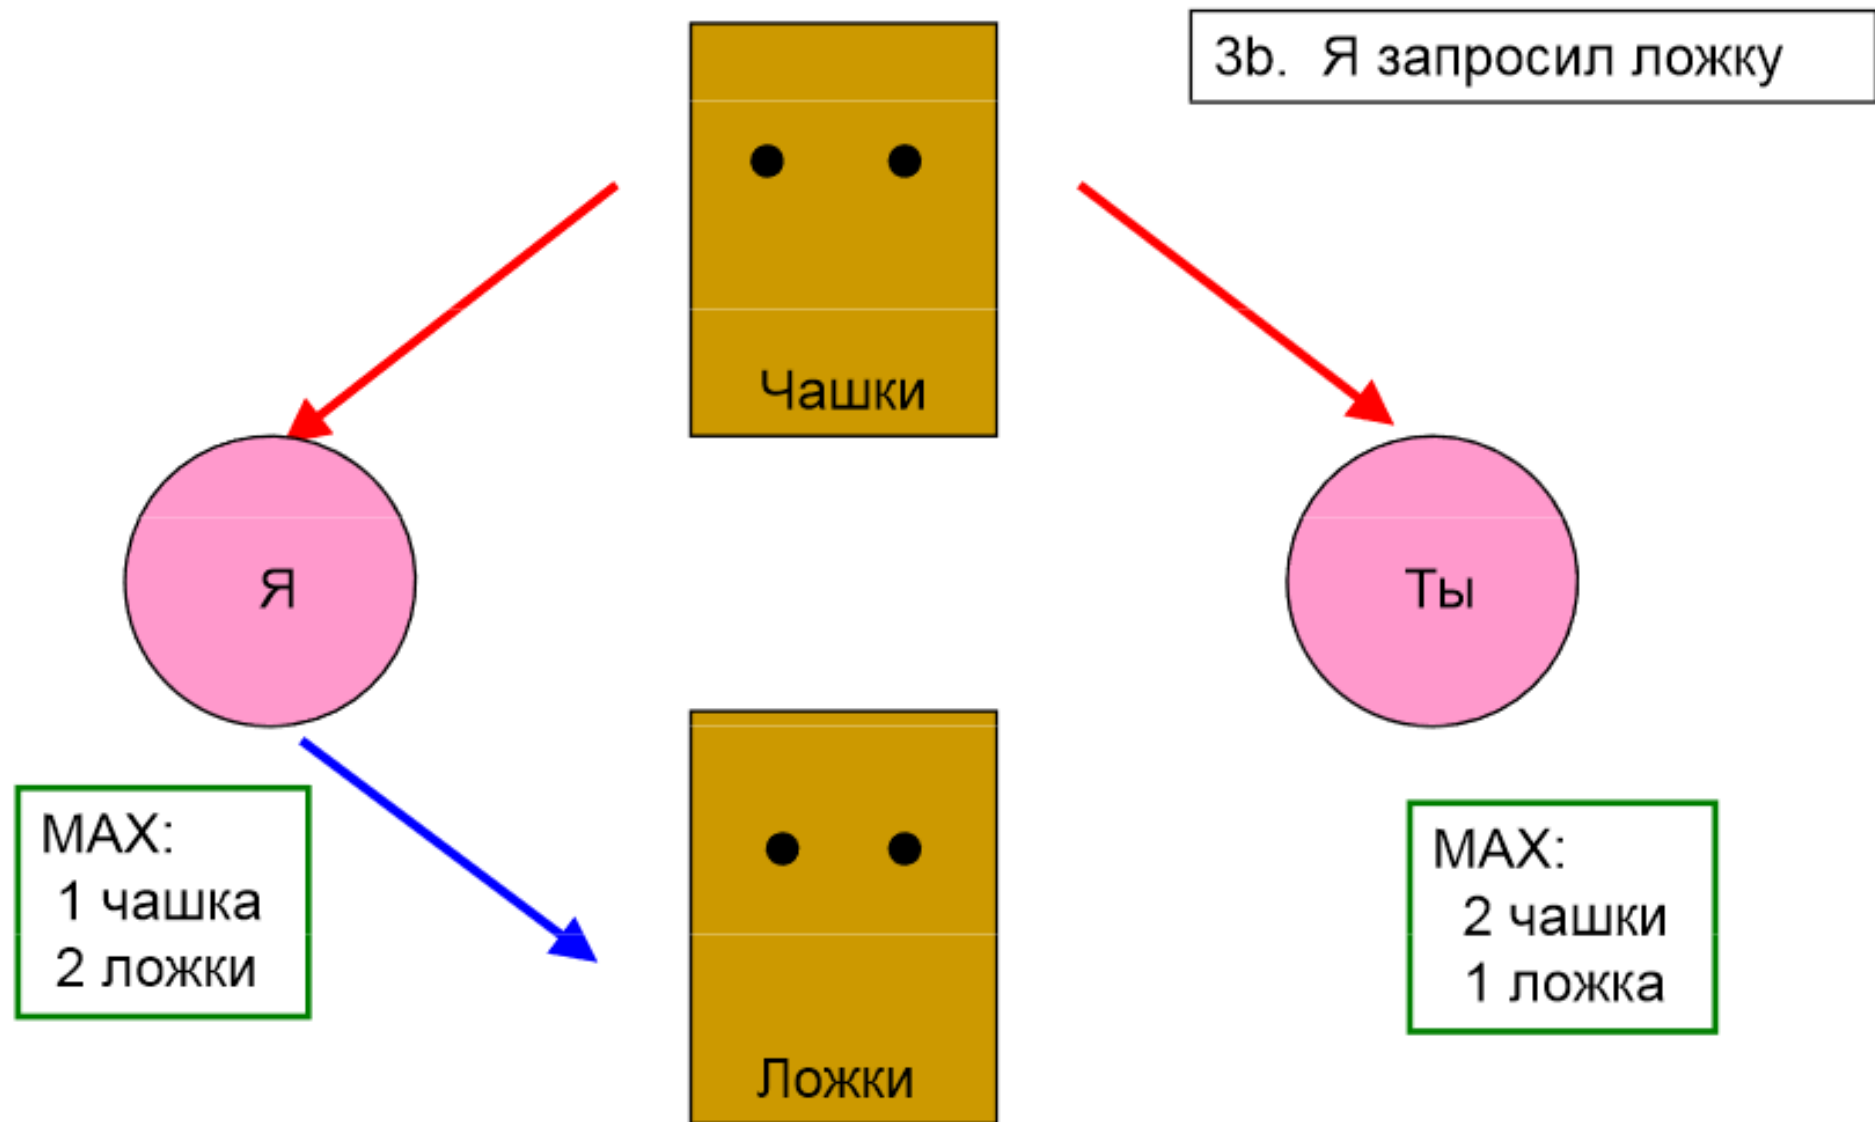 3b. Я запросил ложку
Чашки
Я
Ты
MAX:
1 чашка
2 ложки
MAX:
2 чашки
1 ложка
Ложки